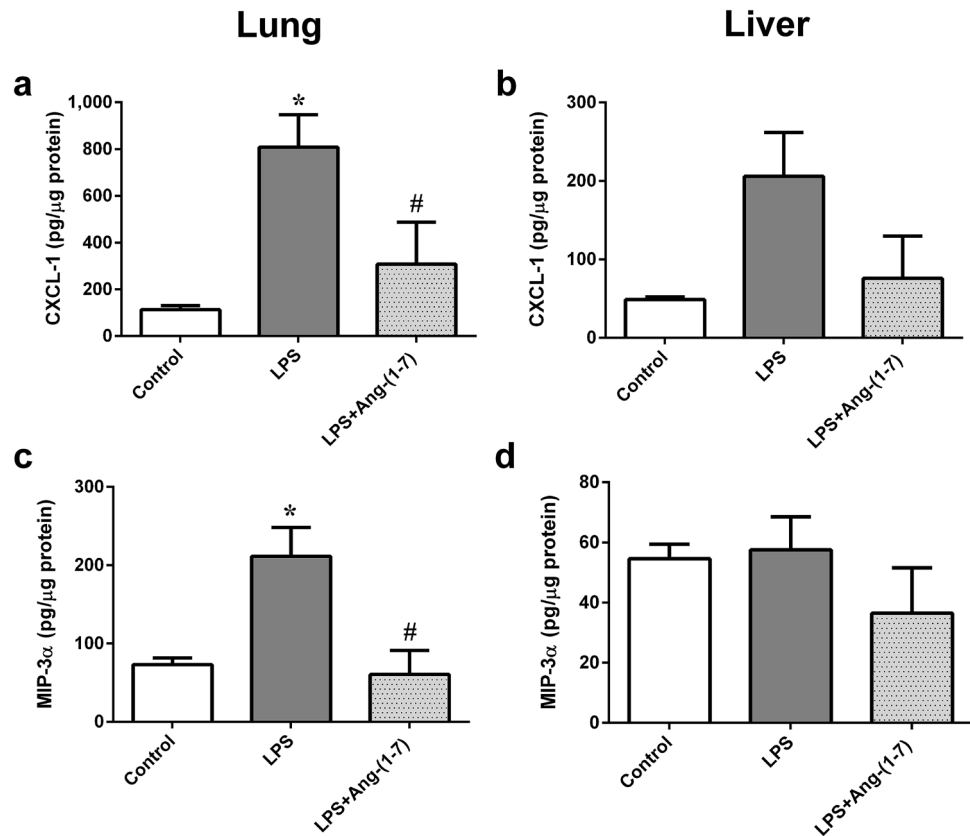 Lung
Liver
a
CXCL-1 (pg/μg protein)
1,000
800
600
400
200
0
*
#
Control
LPS
LPS+Ang-(1-7)
b
CXCL-1 (pg/μg protein)
300
200
100
0
Control
LPS
LPS+Ang-(1-7)
c
MIP-3α (pg/μg protein)
300
200
100
0
*
#
Control
LPS
LPS+Ang-(1-7)
d
MIP-3α (pg/μg protein)
80
60
40
20
0
Control
LPS
LPS+Ang-(1-7)